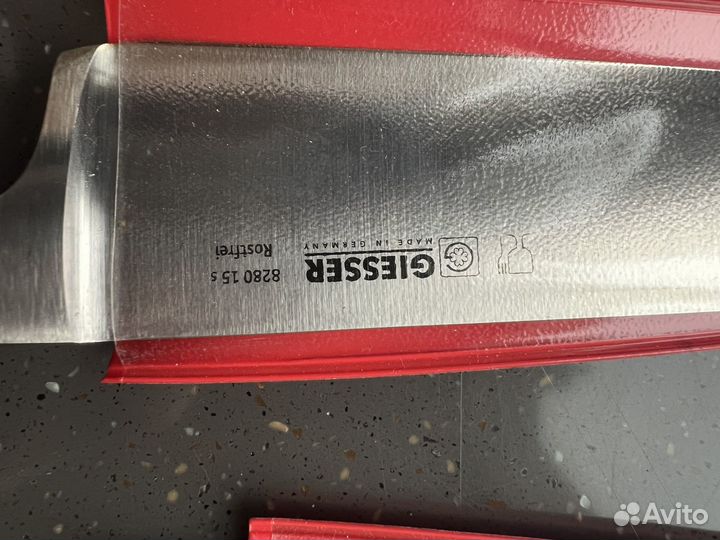 GIESSER
MADE IN GERMANY
8280 15 s
Rostfrei
Avito